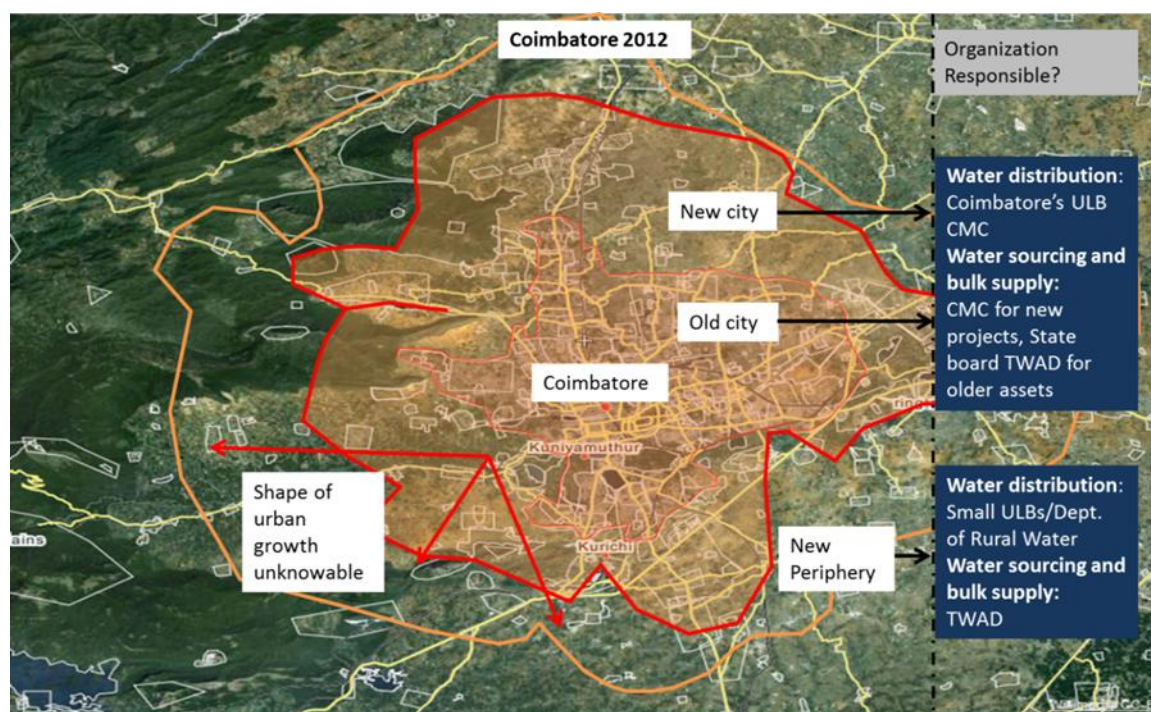 Coimbatore 2012
Organization
Responsible?
New city
Water distribution:
Coimbatore's ULB
CMC
Water sourcing and
bulk supply:
CMC for new
projects, State
board TWAD for
older assets
Old city
Coimbatore
Kuniyamuthur
Kurichi
Shape of
urban
growth
unknowable
ains
New
Periphery
Water distribution:
Small ULBs/Dept.
of Rural Water
Water sourcing and
bulk supply:
TWAD